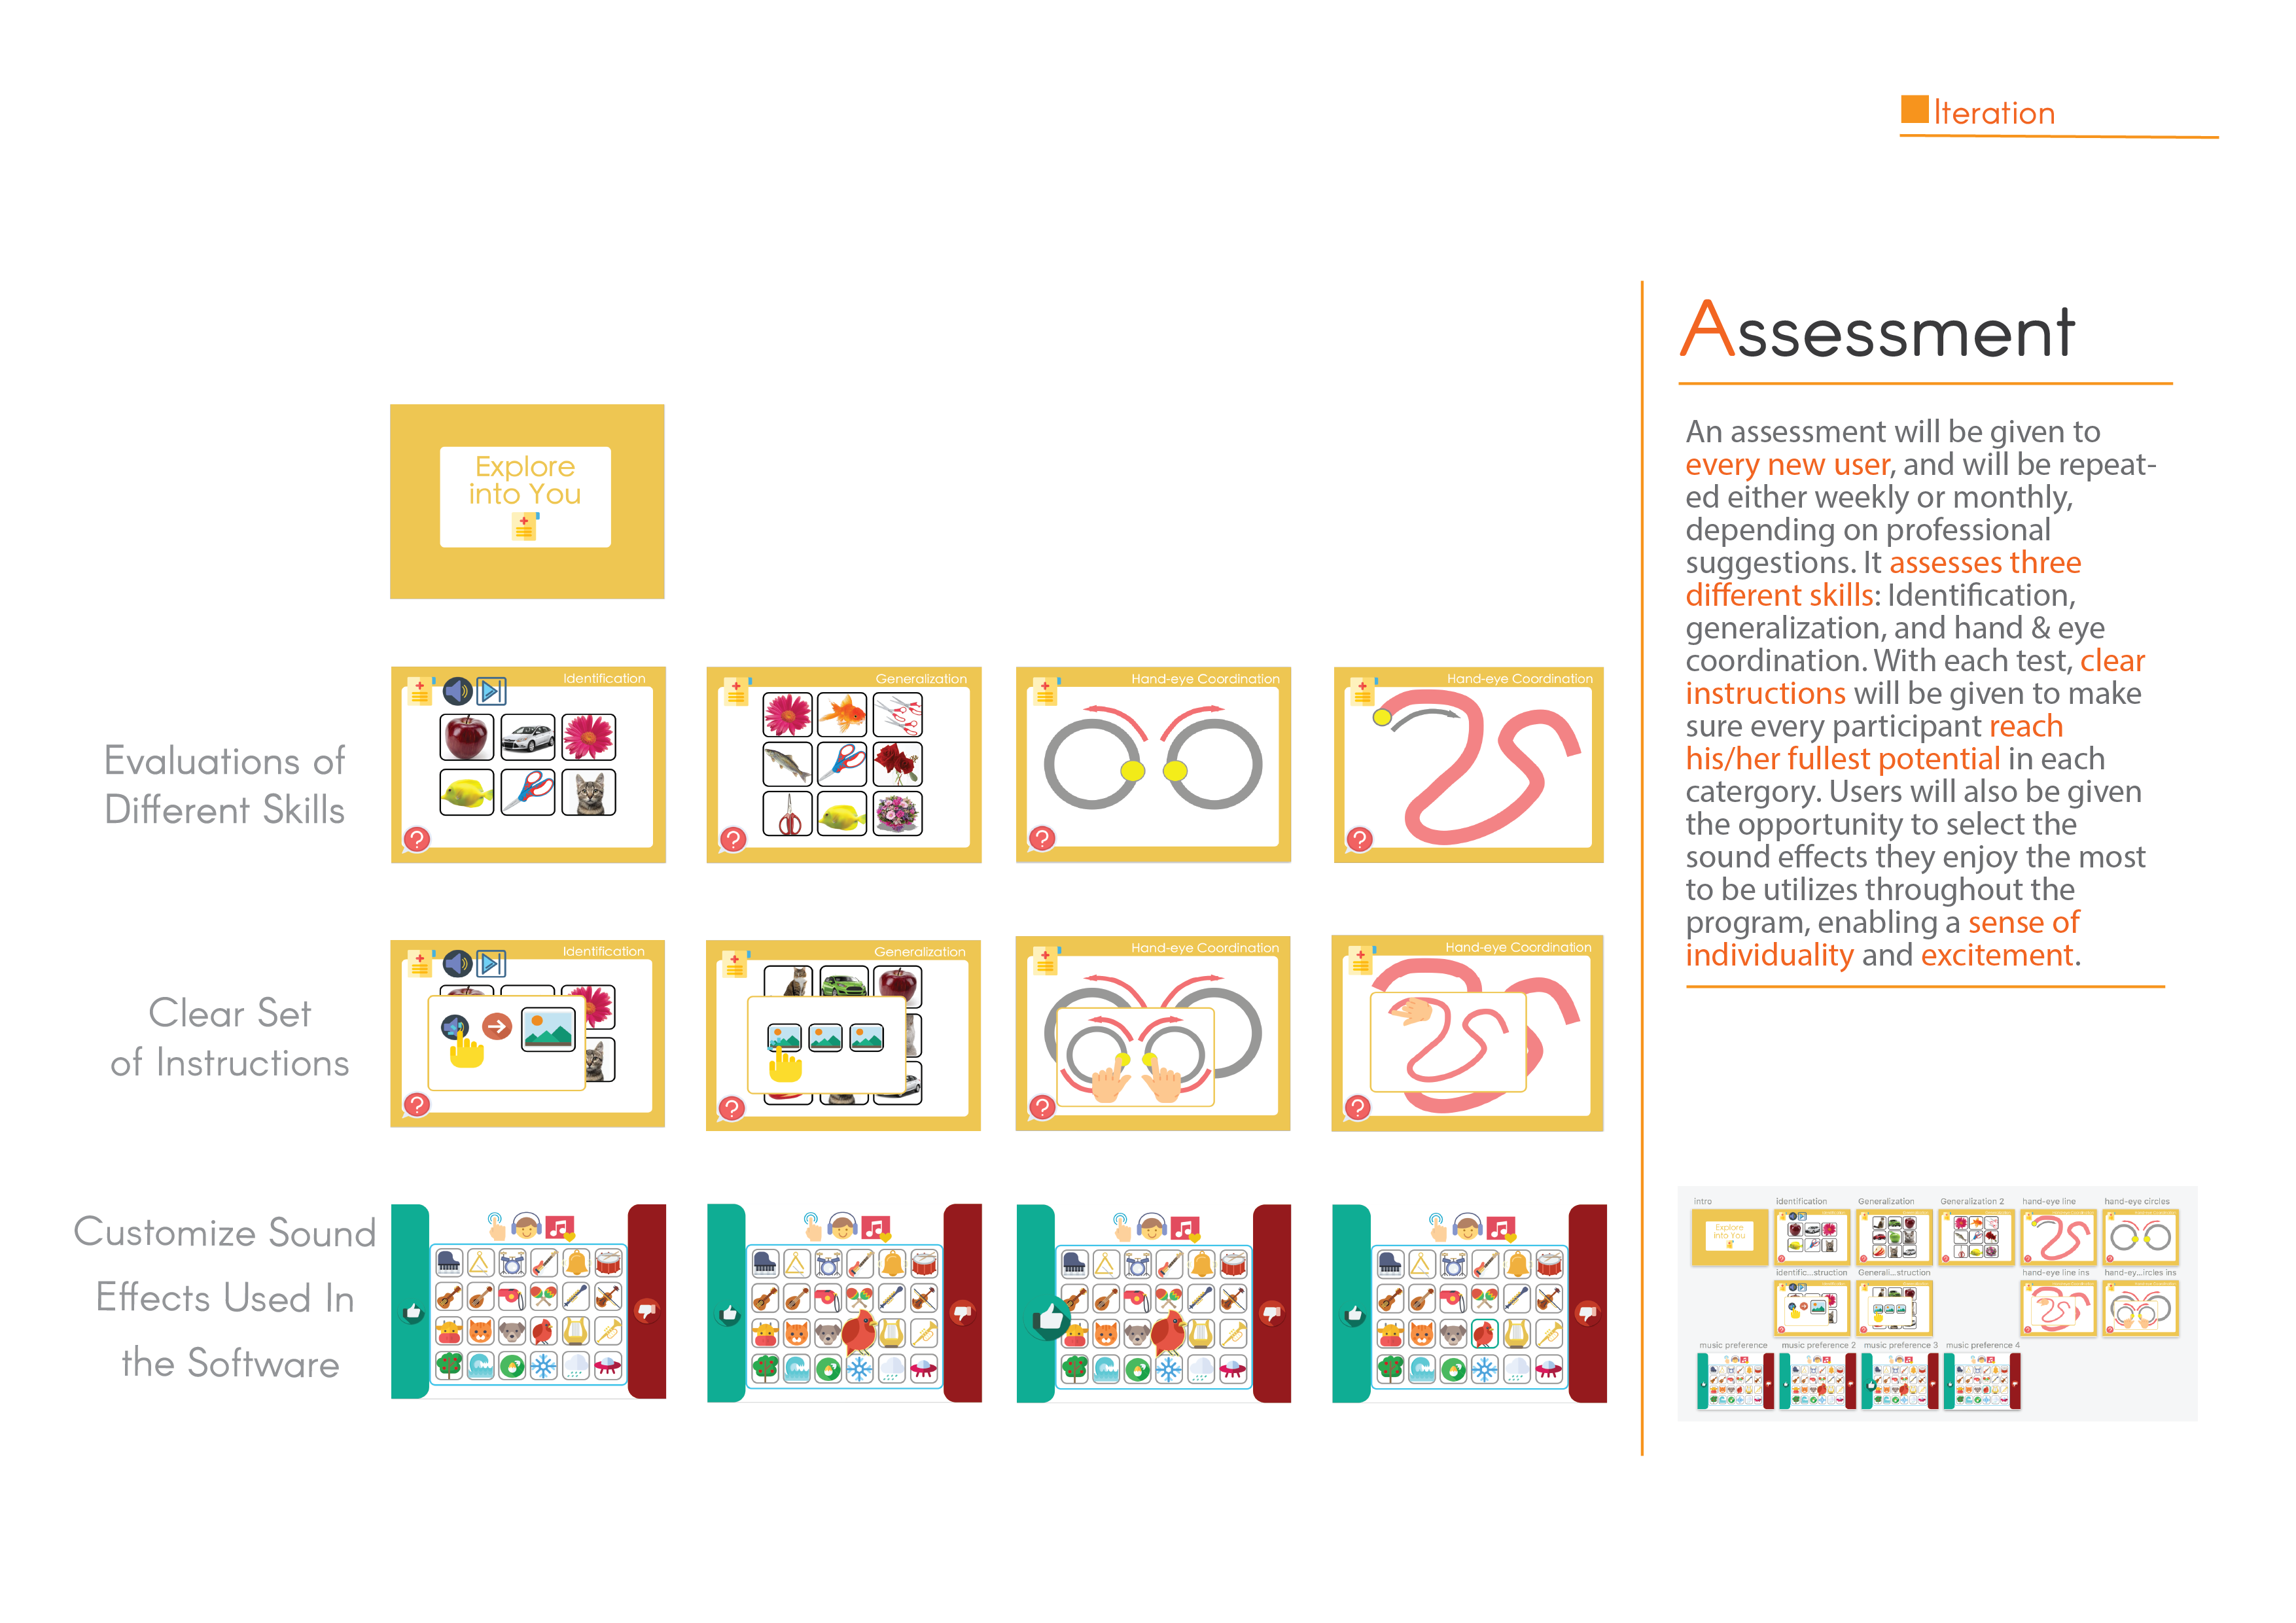 Iteration
Assessment
An assessment will be given to
every new user, and will be repeat-
ed either weekly or monthly,
depending on professional
suggestions. It assesses three
different skills: Identification,
generalization, and hand & eye
coordination. With each test, clear
instructions will be given to make
sure every participant reach
his/her fullest potential in each
catergory. Users will also be given
the opportunity to select the
sound effects they enjoy the most
to be utilizes throughout the
program, enabling a sense of
individuality and excitement.
Explore
into You
Evaluations of
Different Skills
Identification
Generalization
Hand-eye Coordination
Hand-eye Coordination
?
?
?
?
Clear Set
of Instructions
Identification
Generalization
Hand-eye Coordination
Hand-eye Coordination
?
?
?
?
Customize Sound
Effects Used In
the Software
intro
identification
Generalization
Generalization 2
hand-eye line
hand-eye circles
Explore
into You
identific...struction
Generali...struction
hand-eye line ins
hand-ey...ircles ins
music preference
music preference 2
music preference 3
music preference 4